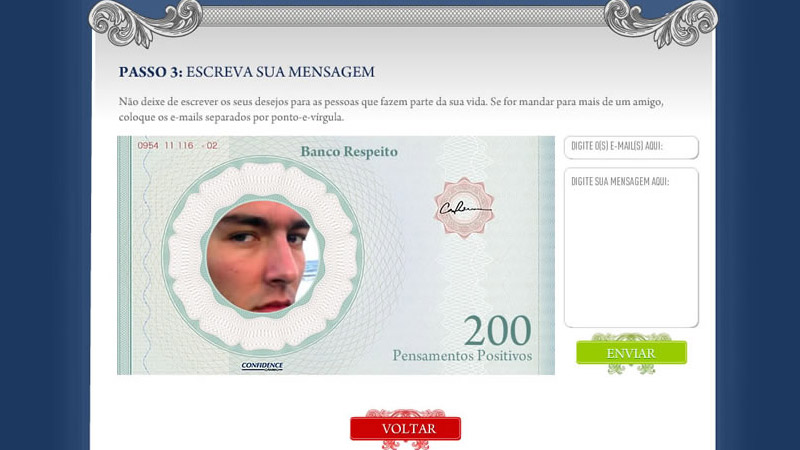 PASSO 3: ESCREVA SUA MENSAGEM
Não deixe de escrever os seus desejos para as pessoas que fazem parte da sua vida. Se for mandar para mais de um amigo,
coloque os e-mails separados por ponto-e-vírgula.
0954 11 116 - 02
Banco Respeito
200
Pensamentos Positivos
CONFIDENCE
DIGITE O(S) E-MAIL(S) AQUI:
DIGITE SUA MENSAGEM AQUI:
ENVIAR
VOLTAR